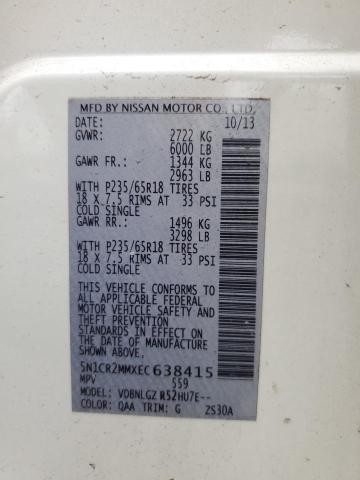 MFD BY NISSAN MOTOR CO., LTD.
DATE: 10/13
GVWR: 2722 KG
6000 LB
GAWR FR.: 1344 KG
2963 LB
WITH P235/65R18 TIRES
18 X 7.5 RIMS AT 33 PSI
COLD SINGLE
GAWR RR.: 1496 KG
3298 LB
WITH P235/65R18 TIRES
18 X 7.5 RIMS AT 33 PSI
COLD SINGLE
THIS VEHICLE CONFORMS TO
ALL APPLICABLE FEDERAL
MOTOR VEHICLE SAFETY
STANDARDS IN EFFECT ON
THE DATE OF MANUFACTURE
SHOWN ABOVE.
5N1CR2MMXEC638415
MPV 559
MODEL: VDBNLGZ R52HU7E--
COLOR: QAA TRIM: G ZS30A